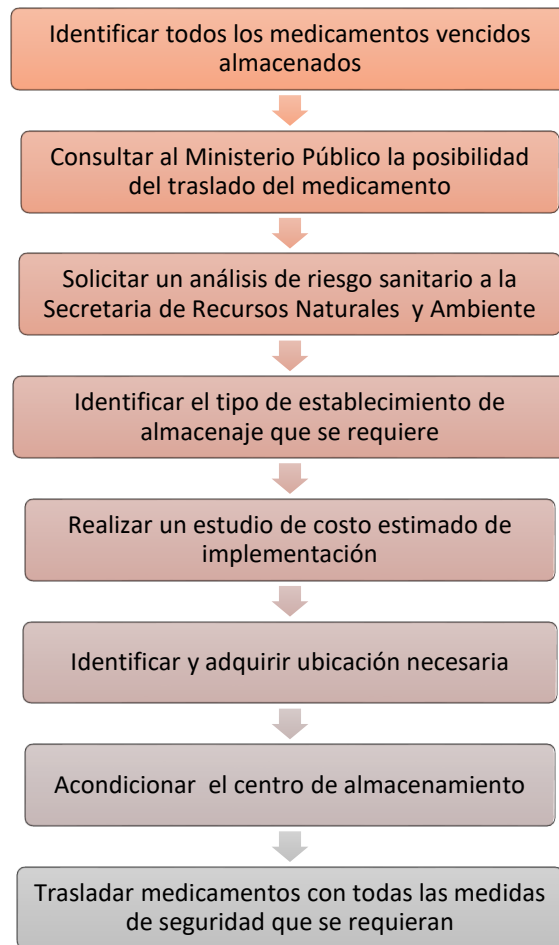 Identificar todos los medicamentos vencidos
almacenados
Consultar al Ministerio Público la posibilidad
del traslado del medicamento
Solicitar un análisis de riesgo sanitario a la
Secretaria de Recursos Naturales y Ambiente
Identificar el tipo de establecimiento de
almacenaje que se requiere
Realizar un estudio de costo estimado de
implementación
Identificar y adquirir ubicación necesaria
Acondicionar el centro de almacenamiento
Trasladar medicamentos con todas las medidas
de seguridad que se requieran